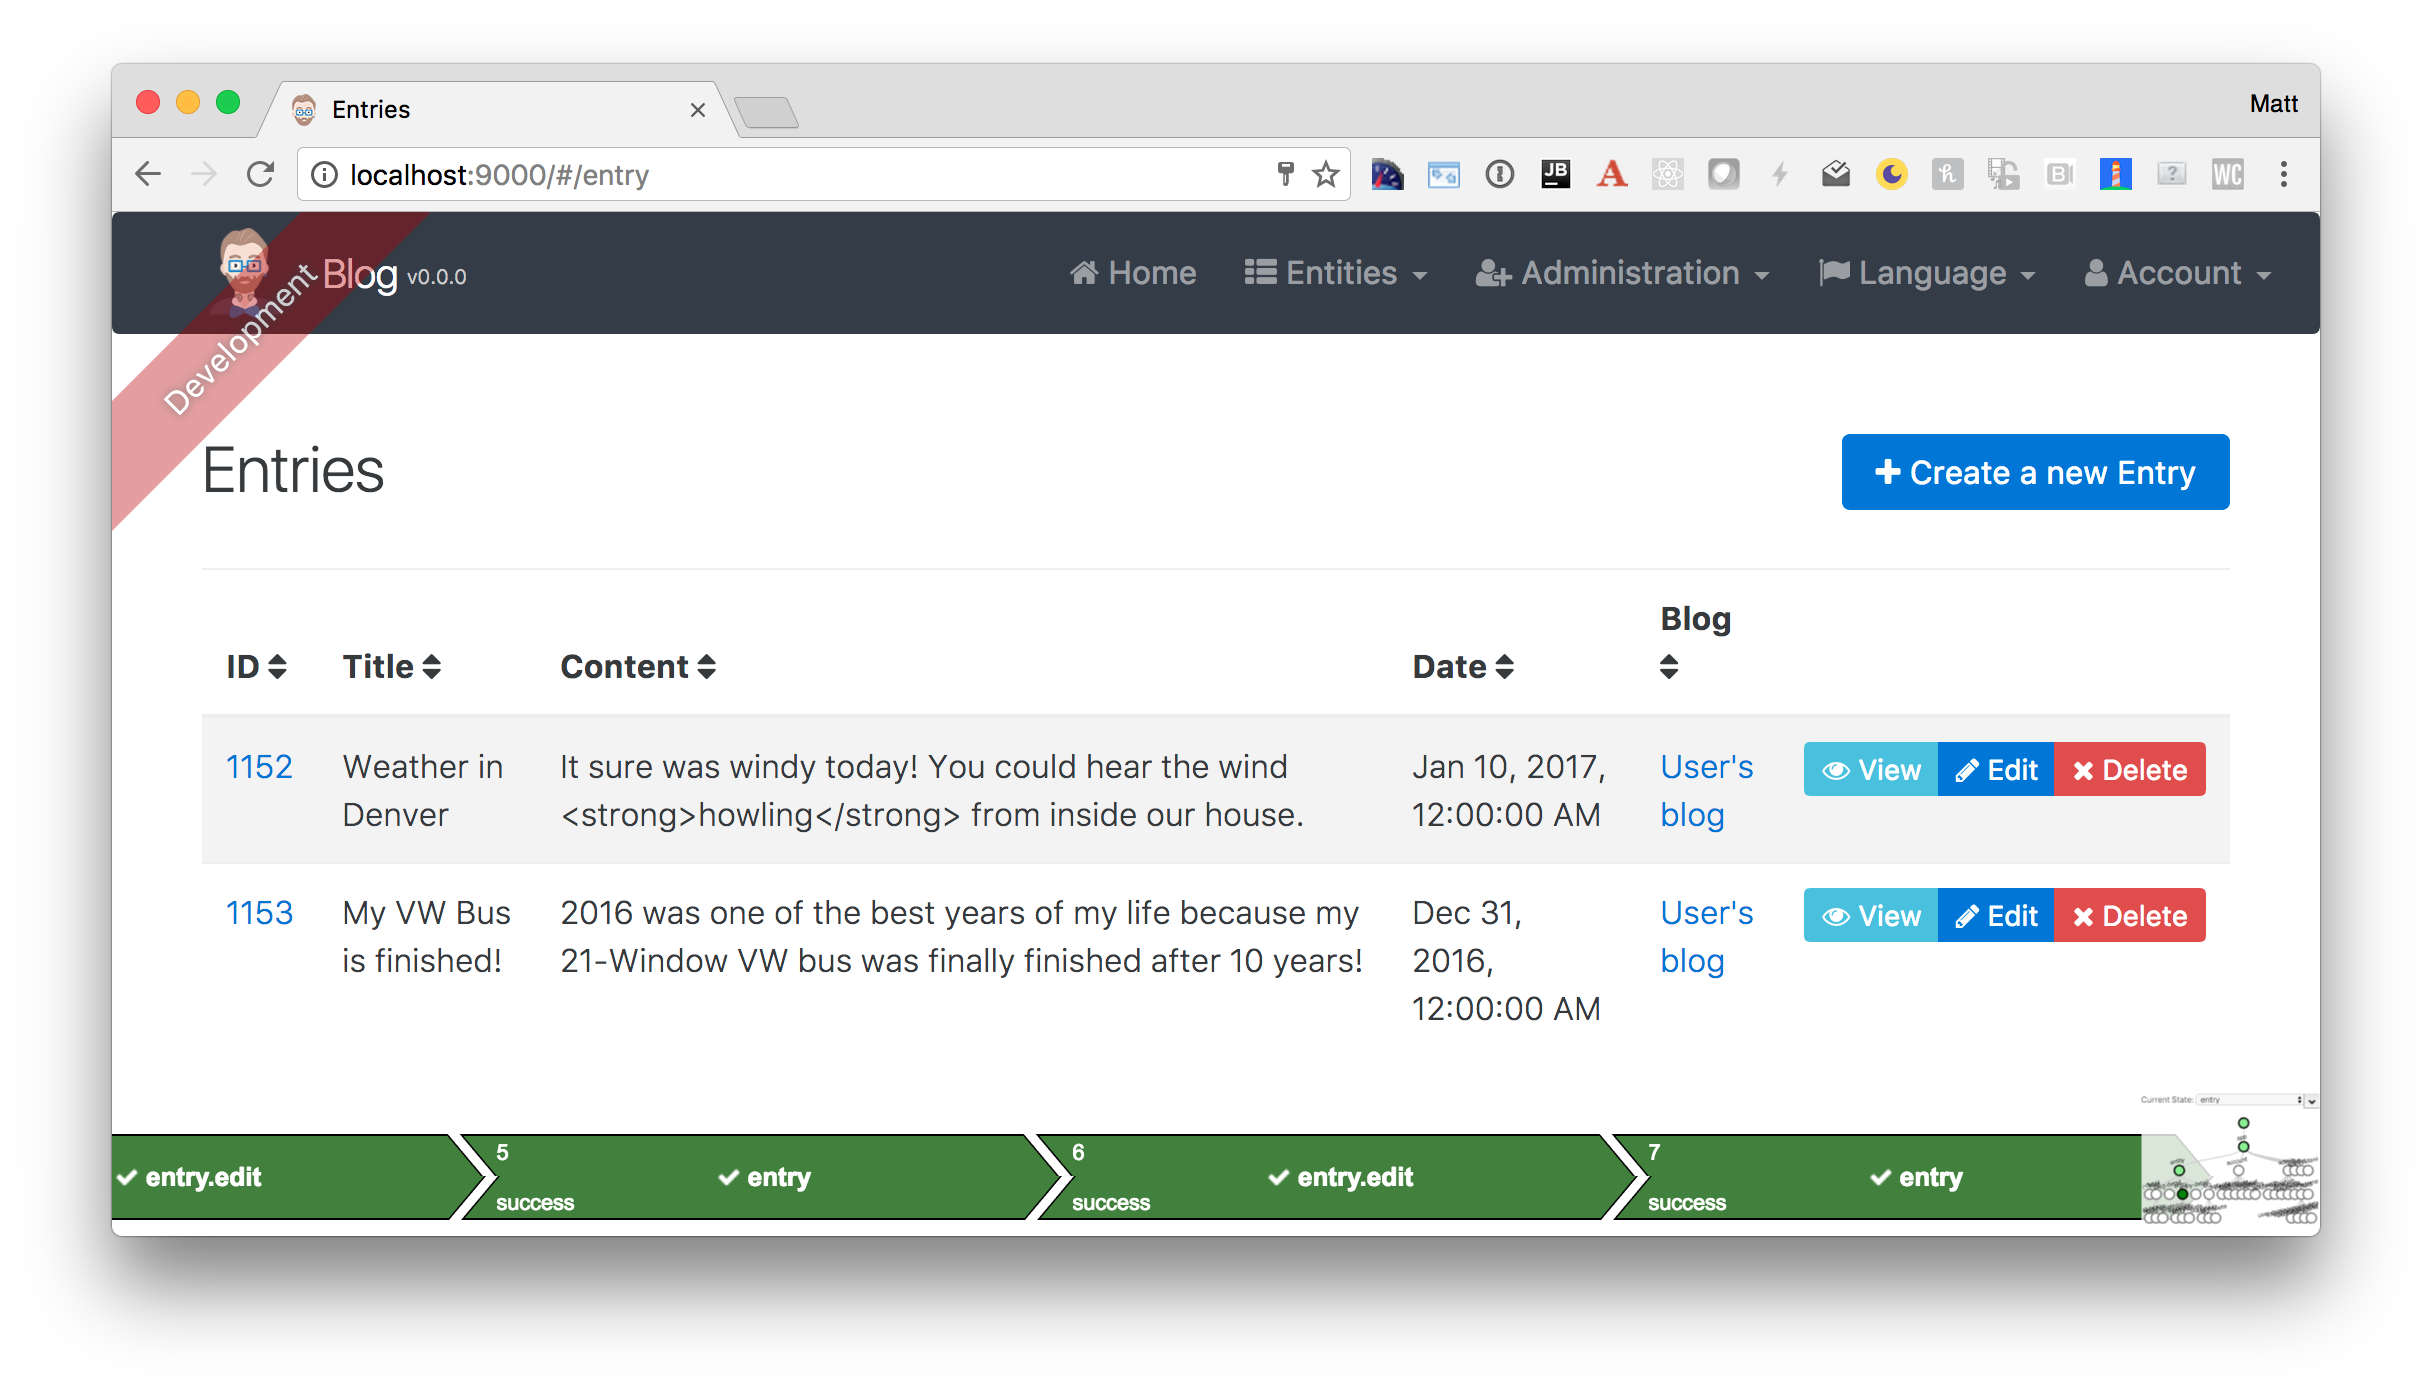 Entries
Matt
localhost:9000/#/entry
Development
Blog v0.0.0
Home
Entities
Administration
Language
Account
Entries
Create a new Entry
ID
Title
Content
Date
Blog
1152
Weather in
Denver
It sure was windy today! You could hear the wind
<strong>howling</strong> from inside our house.
Jan 10, 2017,
12:00:00 AM
User's
blog
View
Edit
Delete
1153
My VW Bus
is finished!
2016 was one of the best years of my life because my
21-Window VW bus was finally finished after 10 years!
Dec 31,
2016,
12:00:00 AM
User's
blog
View
Edit
Delete
Current State: entry
entry.edit
5
entry
success
6
entry.edit
success
7
entry
success